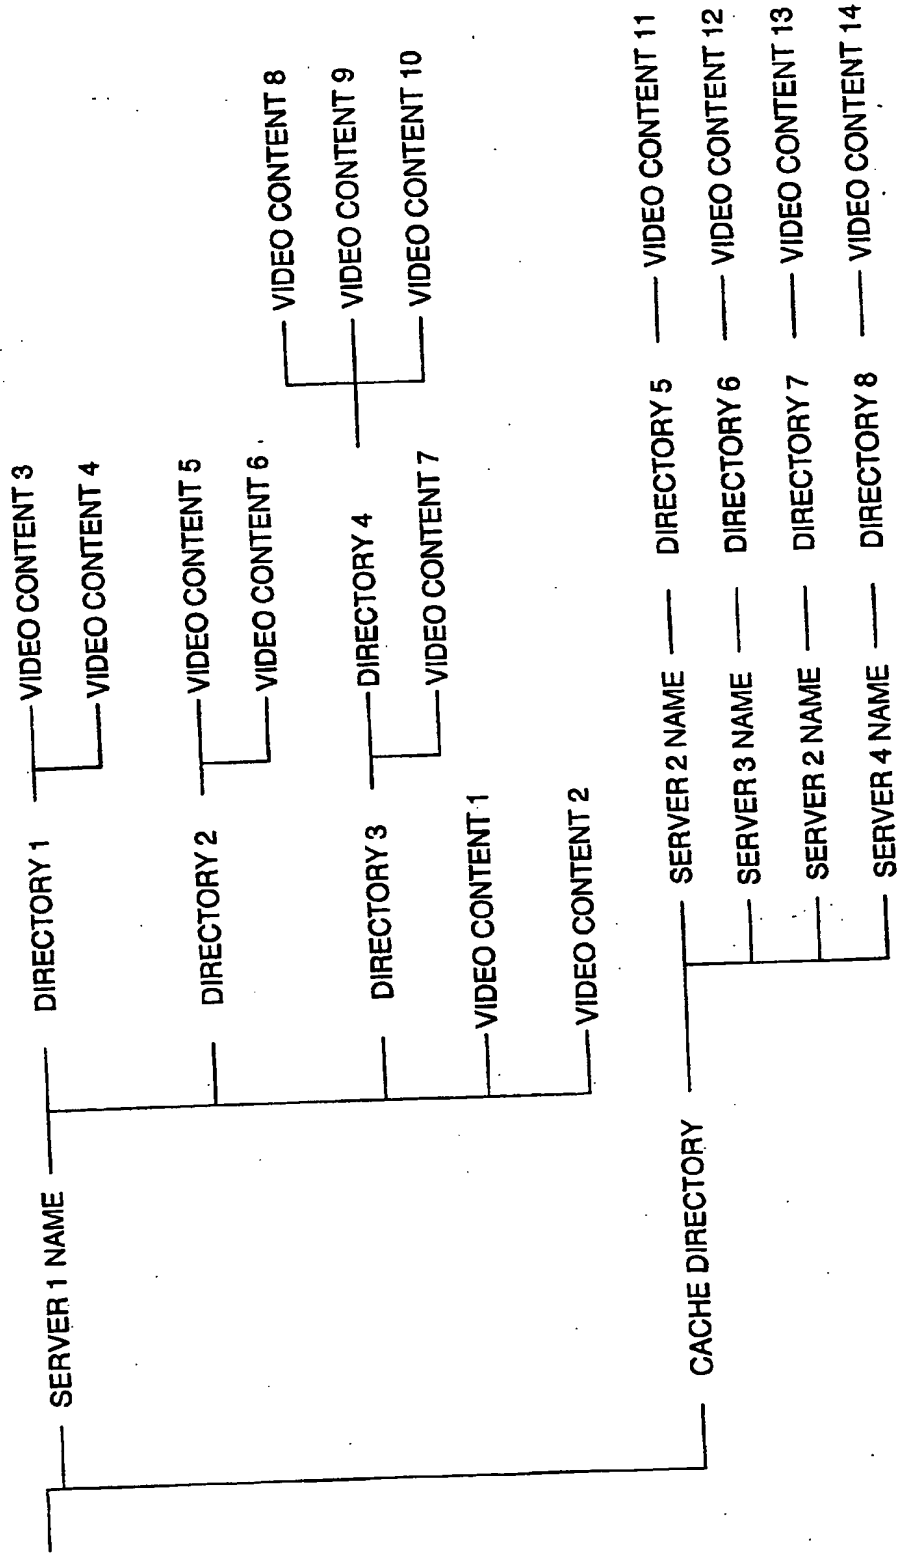 SERVER 1 NAME
DIRECTORY 1
VIDEO CONTENT 3
VIDEO CONTENT 4
DIRECTORY 2
VIDEO CONTENT 5
VIDEO CONTENT 6
DIRECTORY 3
DIRECTORY 4
VIDEO CONTENT 8
VIDEO CONTENT 9
VIDEO CONTENT 10
VIDEO CONTENT 7
VIDEO CONTENT 1
VIDEO CONTENT 2
CACHE DIRECTORY
SERVER 2 NAME DIRECTORY 5 VIDEO CONTENT 11
SERVER 3 NAME DIRECTORY 6 VIDEO CONTENT 12
SERVER 2 NAME DIRECTORY 7 VIDEO CONTENT 13
SERVER 4 NAME DIRECTORY 8 VIDEO CONTENT 14